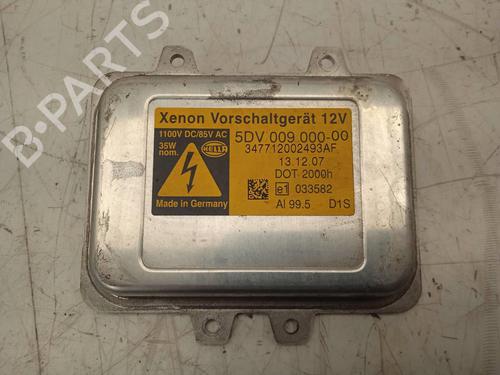 B-PARTS
Xenon Vorschaltgerät 12V
1100V DC/85V AC
35W
nom.
HELLA
Made in Germany
5DV 009 000-00
347712002493AF
13.12.07
DOT 2000h
e1 033582
Al 99.5 D1S